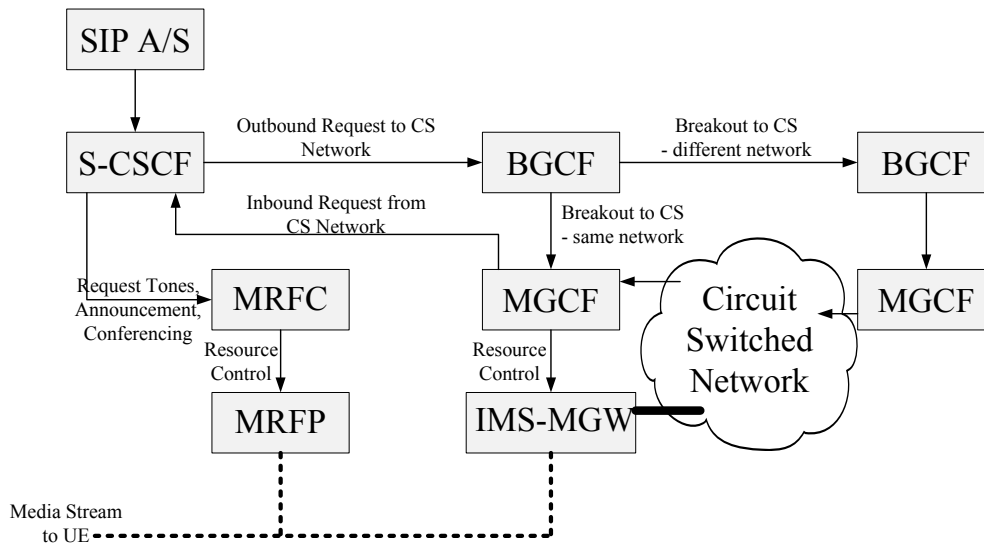 SIP A/S
S-CSCF
Outbound Request to CS
Network
BGCF
Breakout to CS
- different network
BGCF
Inbound Request from
CS Network
Breakout to CS
- same network
Request Tones,
Announcement,
Conferencing
MRFC
MGCF
Circuit
Switched
Network
MGCF
Resource
Control
Resource
Control
MRFP
IMS-MGW
Media Stream
to UE